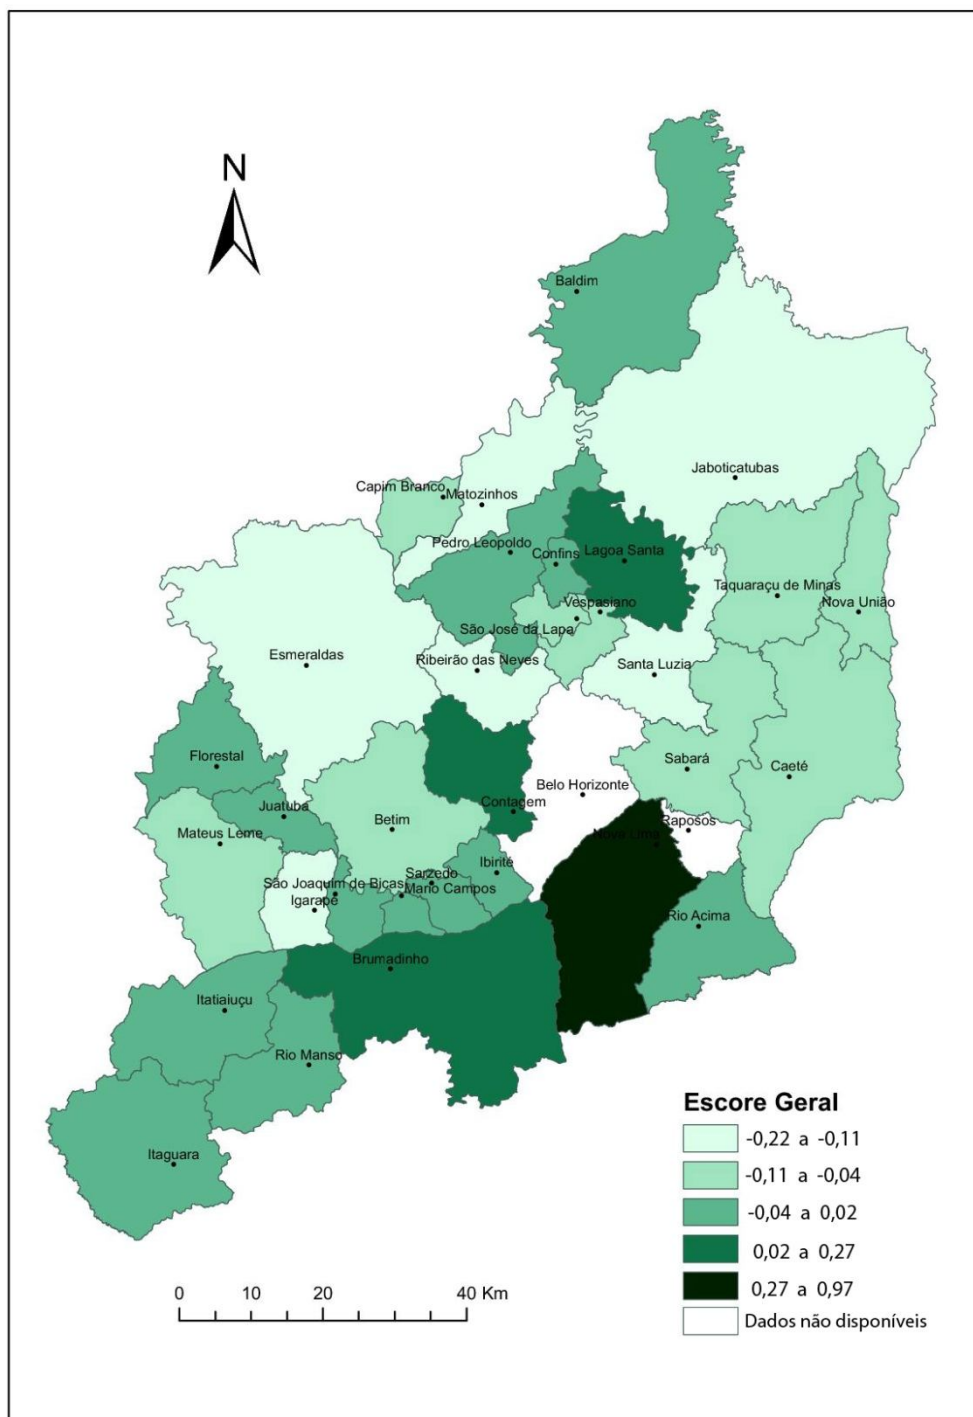 N
Baldim
Jaboticatubas
Capim Branco
Matozinhos
Pedro Leopoldo
Confins
Lagoa Santa
Taquaraçu de Minas
Nova União
Vespasiano
São José da Lapa
Esmeraldas
Ribeirão das Neves
Santa Luzia
Florestal
Sabará
Caeté
Belo Horizonte
Juatuba
Contagem
Mateus Leme
Betim
Raposos
Nova Lima
Ibirité
Sarzedo
São Joaquim de Bicas
Mario Campos
Igarapé
Rio Acima
Brumadinho
Itatiaiuçu
Rio Manso
Itaguara
Escore Geral
-0,22 a -0,11
-0,11 a -0,04
-0,04 a 0,02
0,02 a 0,27
0,27 a 0,97
Dados não disponíveis
0 10 20 40 Km